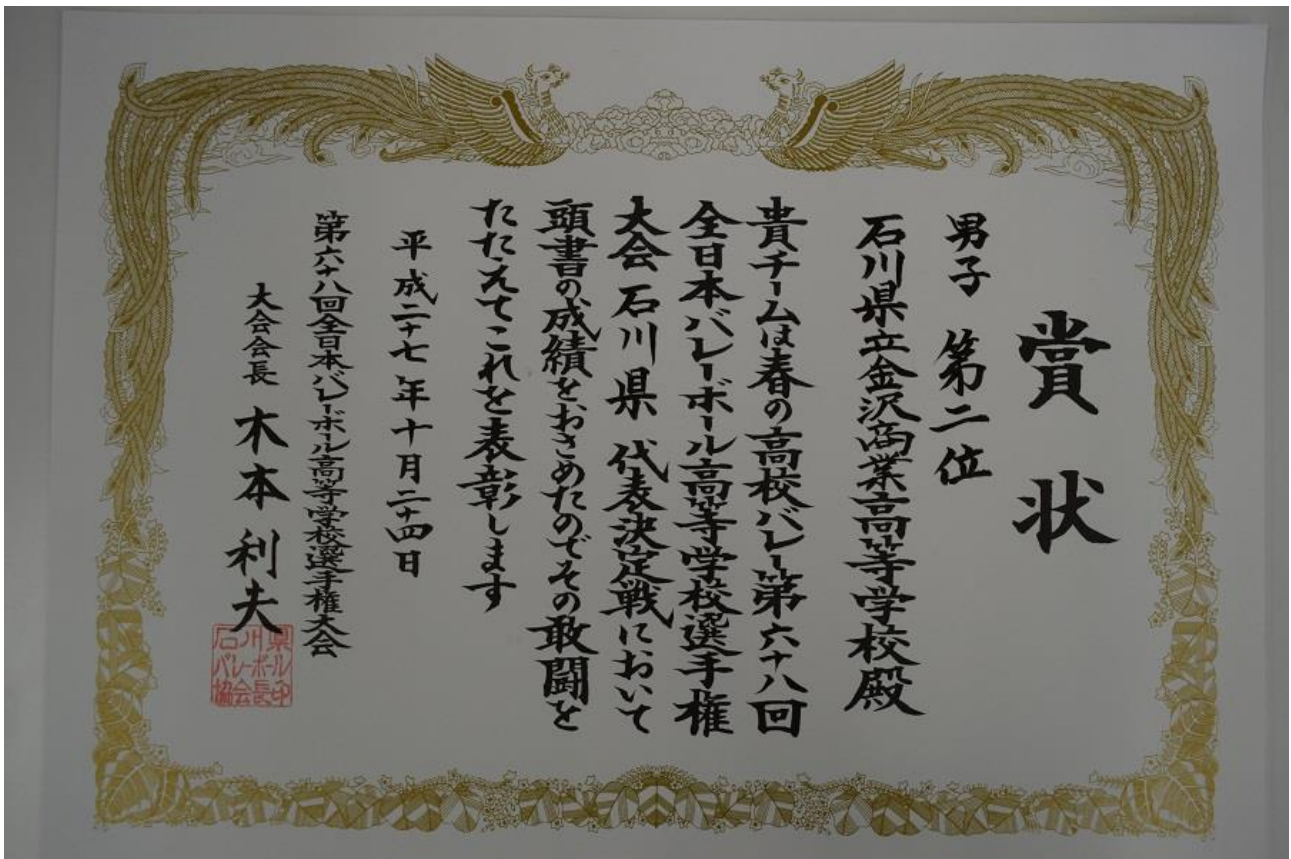 賞状
男子 第二位
石川県立金沢商業高等学校殿
貴チームは春の高校バレー第六十八回
全日本バレーボール高等学校選手権
大会 石川県 代表決定戦において
頭書の成績をおさめたのでその敢闘を
たたえてこれを表彰します
平成二十七年十月二十四日
第六十八回全日本バレーボール高等学校選手権大会
大会会長 木本 利夫
石川県
バレーボール
協会長印